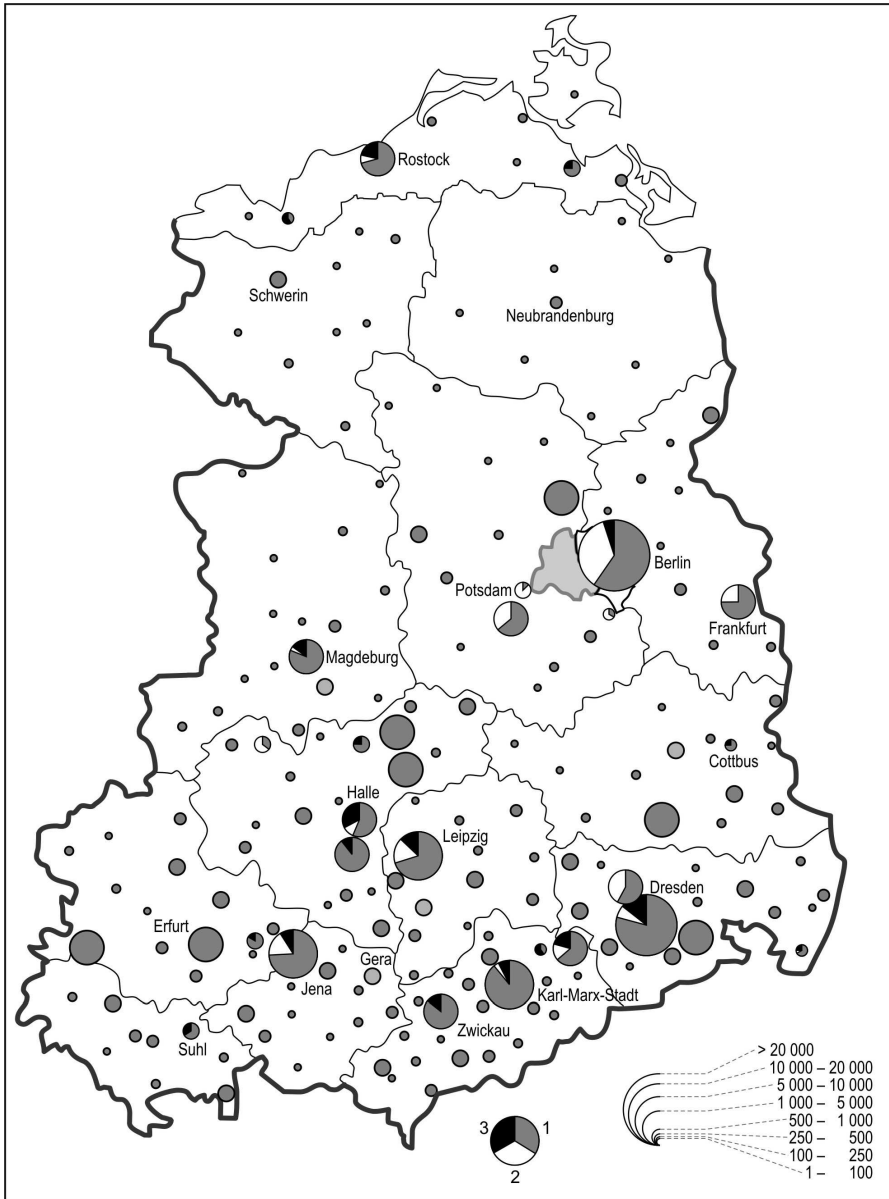 Rostock
Schwerin
Neubrandenburg
Berlin
Potsdam
Frankfurt
Magdeburg
Cottbus
Halle
Leipzig
Dresden
Erfurt
Gera
Jena
Karl-Marx-Stadt
Zwickau
Suhl
> 20 000
10 000 – 20 000
5 000 – 10 000
1 000 – 5 000
500 – 1 000
250 – 500
100 – 250
1 – 100
3 1
2